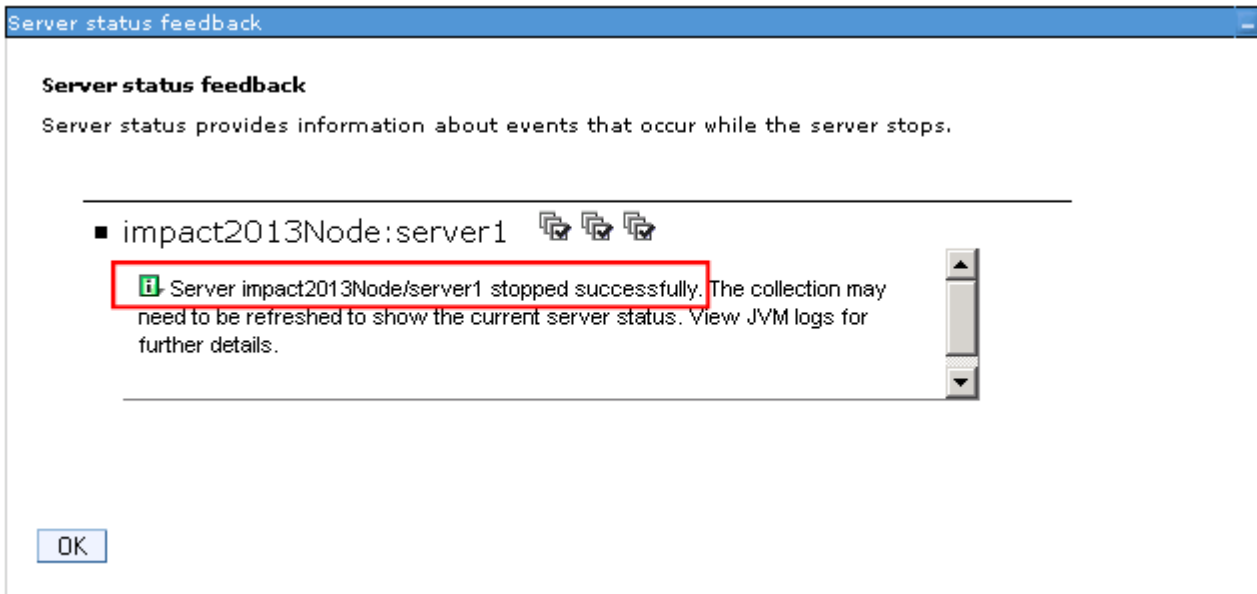 Server status feedback
Server status feedback
Server status provides information about events that occur while the server stops.
impact2013Node:server1
Server impact2013Node/server1 stopped successfully. The collection may
need to be refreshed to show the current server status. View JVM logs for
further details.
OK